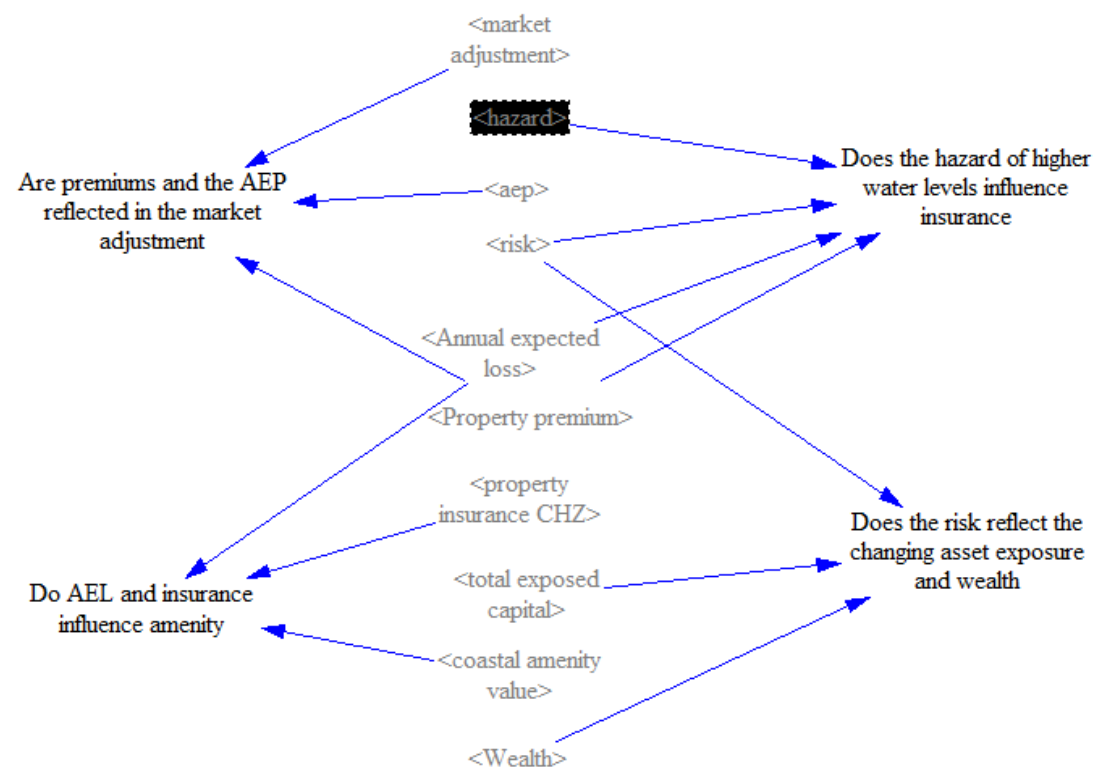 <market
adjustment>
<hazard>
Does the hazard of higher
water levels influence
insurance
Are premiums and the AEP
reflected in the market
adjustment
<aep>
<risk>
<Annual expected
loss>
<Property premium>
<property
insurance CHZ>
Does the risk reflect the
changing asset exposure
and wealth
Do AEL and insurance
influence amenity
<total exposed
capital>
<coastal amenity
value>
<Wealth>